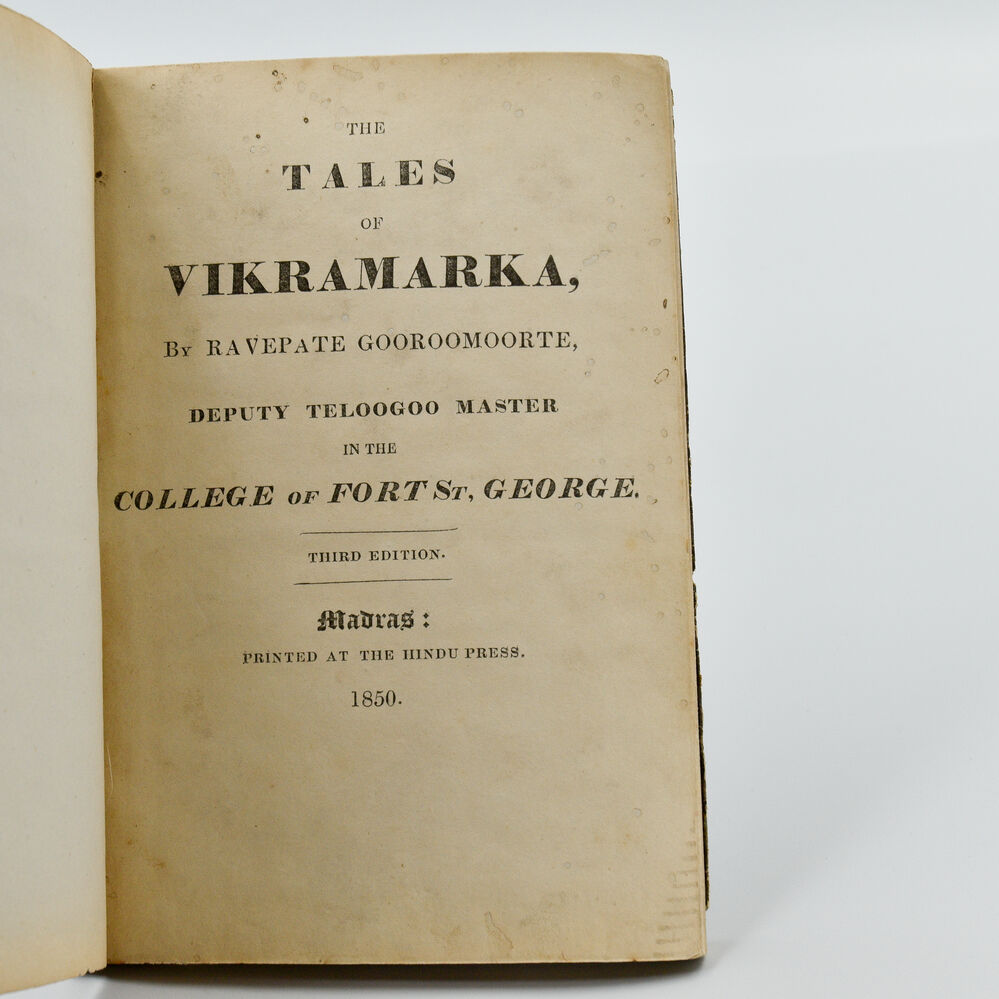 THE
TALES
OF
VIKRAMARKA,
By RAVEPATE GOOROOMOORTE,
DEPUTY TELOOGOO MASTER
IN THE
COLLEGE OF FORT St, GEORGE.
THIRD EDITION.
Madras:
PRINTED AT THE HINDU PRESS.
1850.